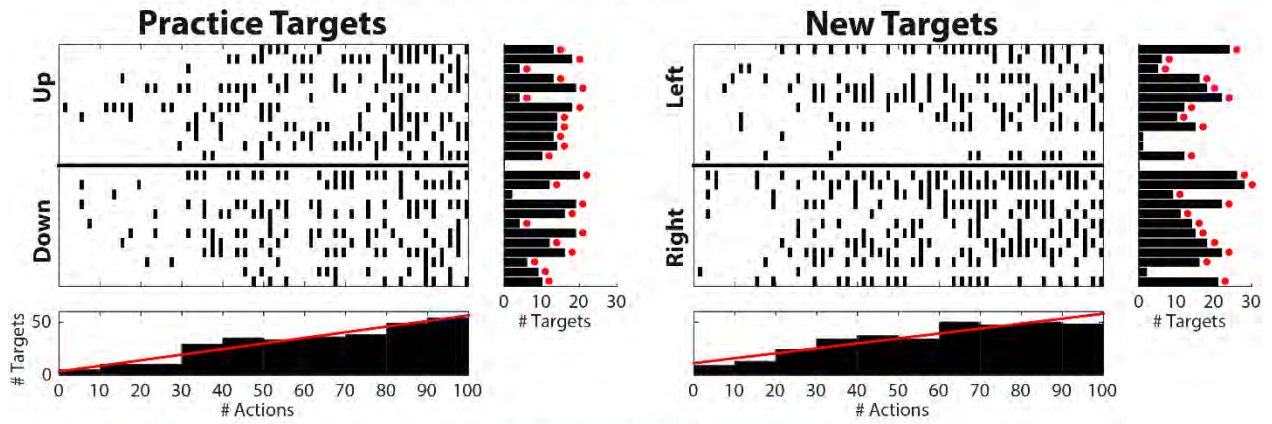 Practice Targets
New Targets
Up
Down
Left
Right
0 10 20 30
# Targets
0 10 20 30
# Targets
# Targets
50
0
0 10 20 30 40 50 60 70 80 90 100
# Actions
0 10 20 30 40 50 60 70 80 90 100
# Actions